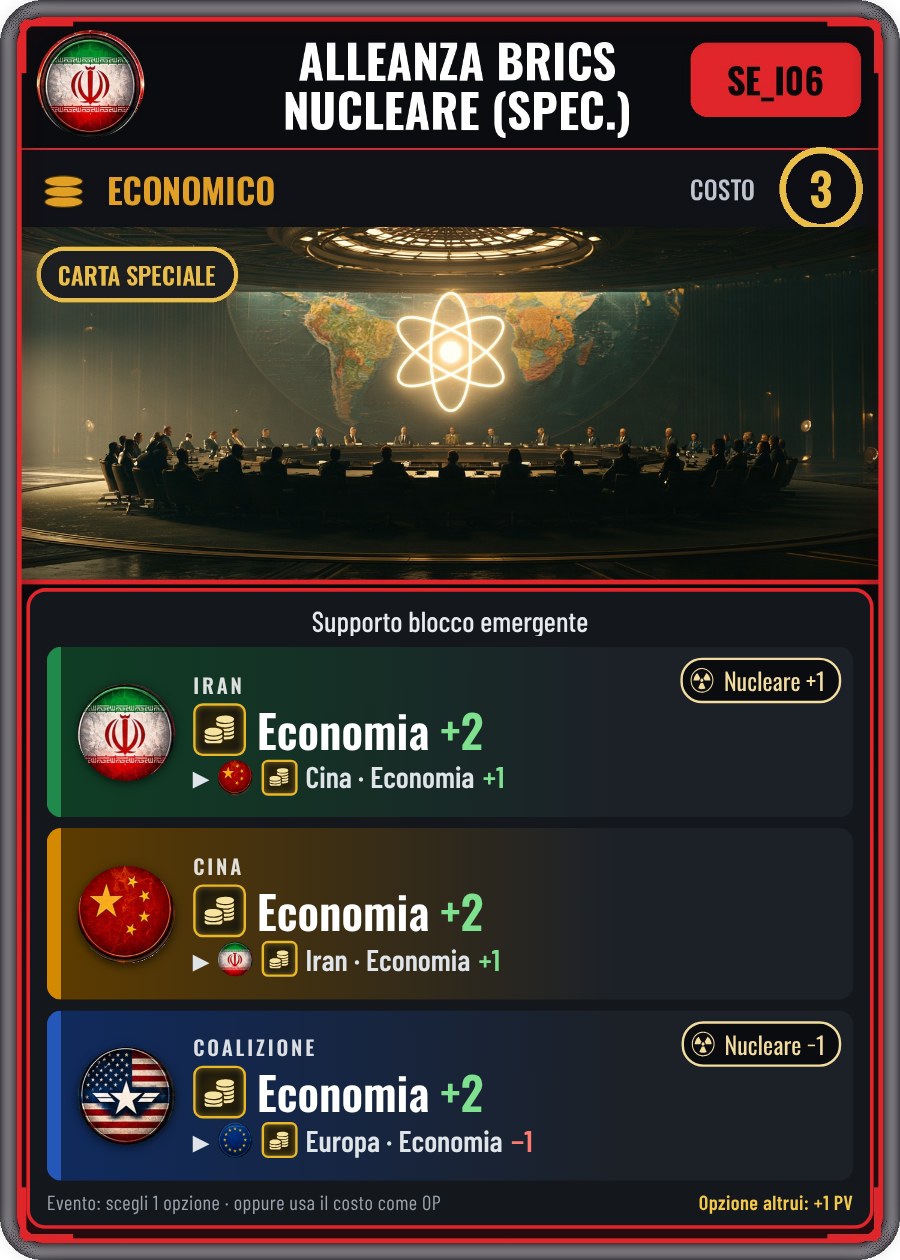 ALLEANZA BRICS
NUCLEARE (SPEC.)
SE_I06
ECONOMICO
COSTO
3
CARTA SPECIALE
Supporto blocco emergente
IRAN
Nucleare +1
Economia +2
▶ Cina · Economia +1
CINA
Economia +2
▶ Iran · Economia +1
COALIZIONE
Nucleare −1
Economia +2
▶ Europa · Economia −1
Evento: scegli 1 opzione · oppure usa il costo come OP
Opzione altrui: +1 PV